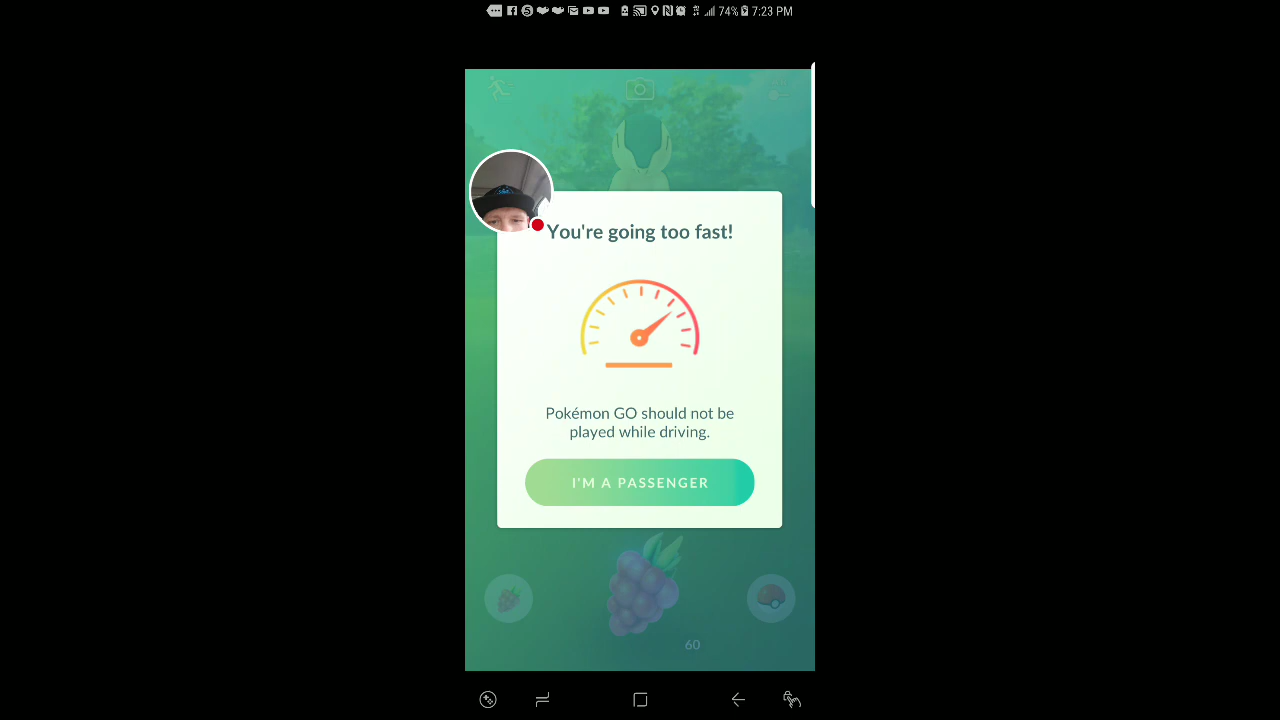 74% 7:23 PM
You're going too fast!
Pokémon GO should not be
played while driving.
I'M A PASSENGER
60